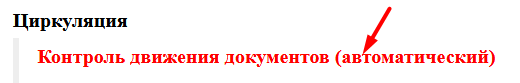 Циркуляция
Контроль движения документов (автоматический)